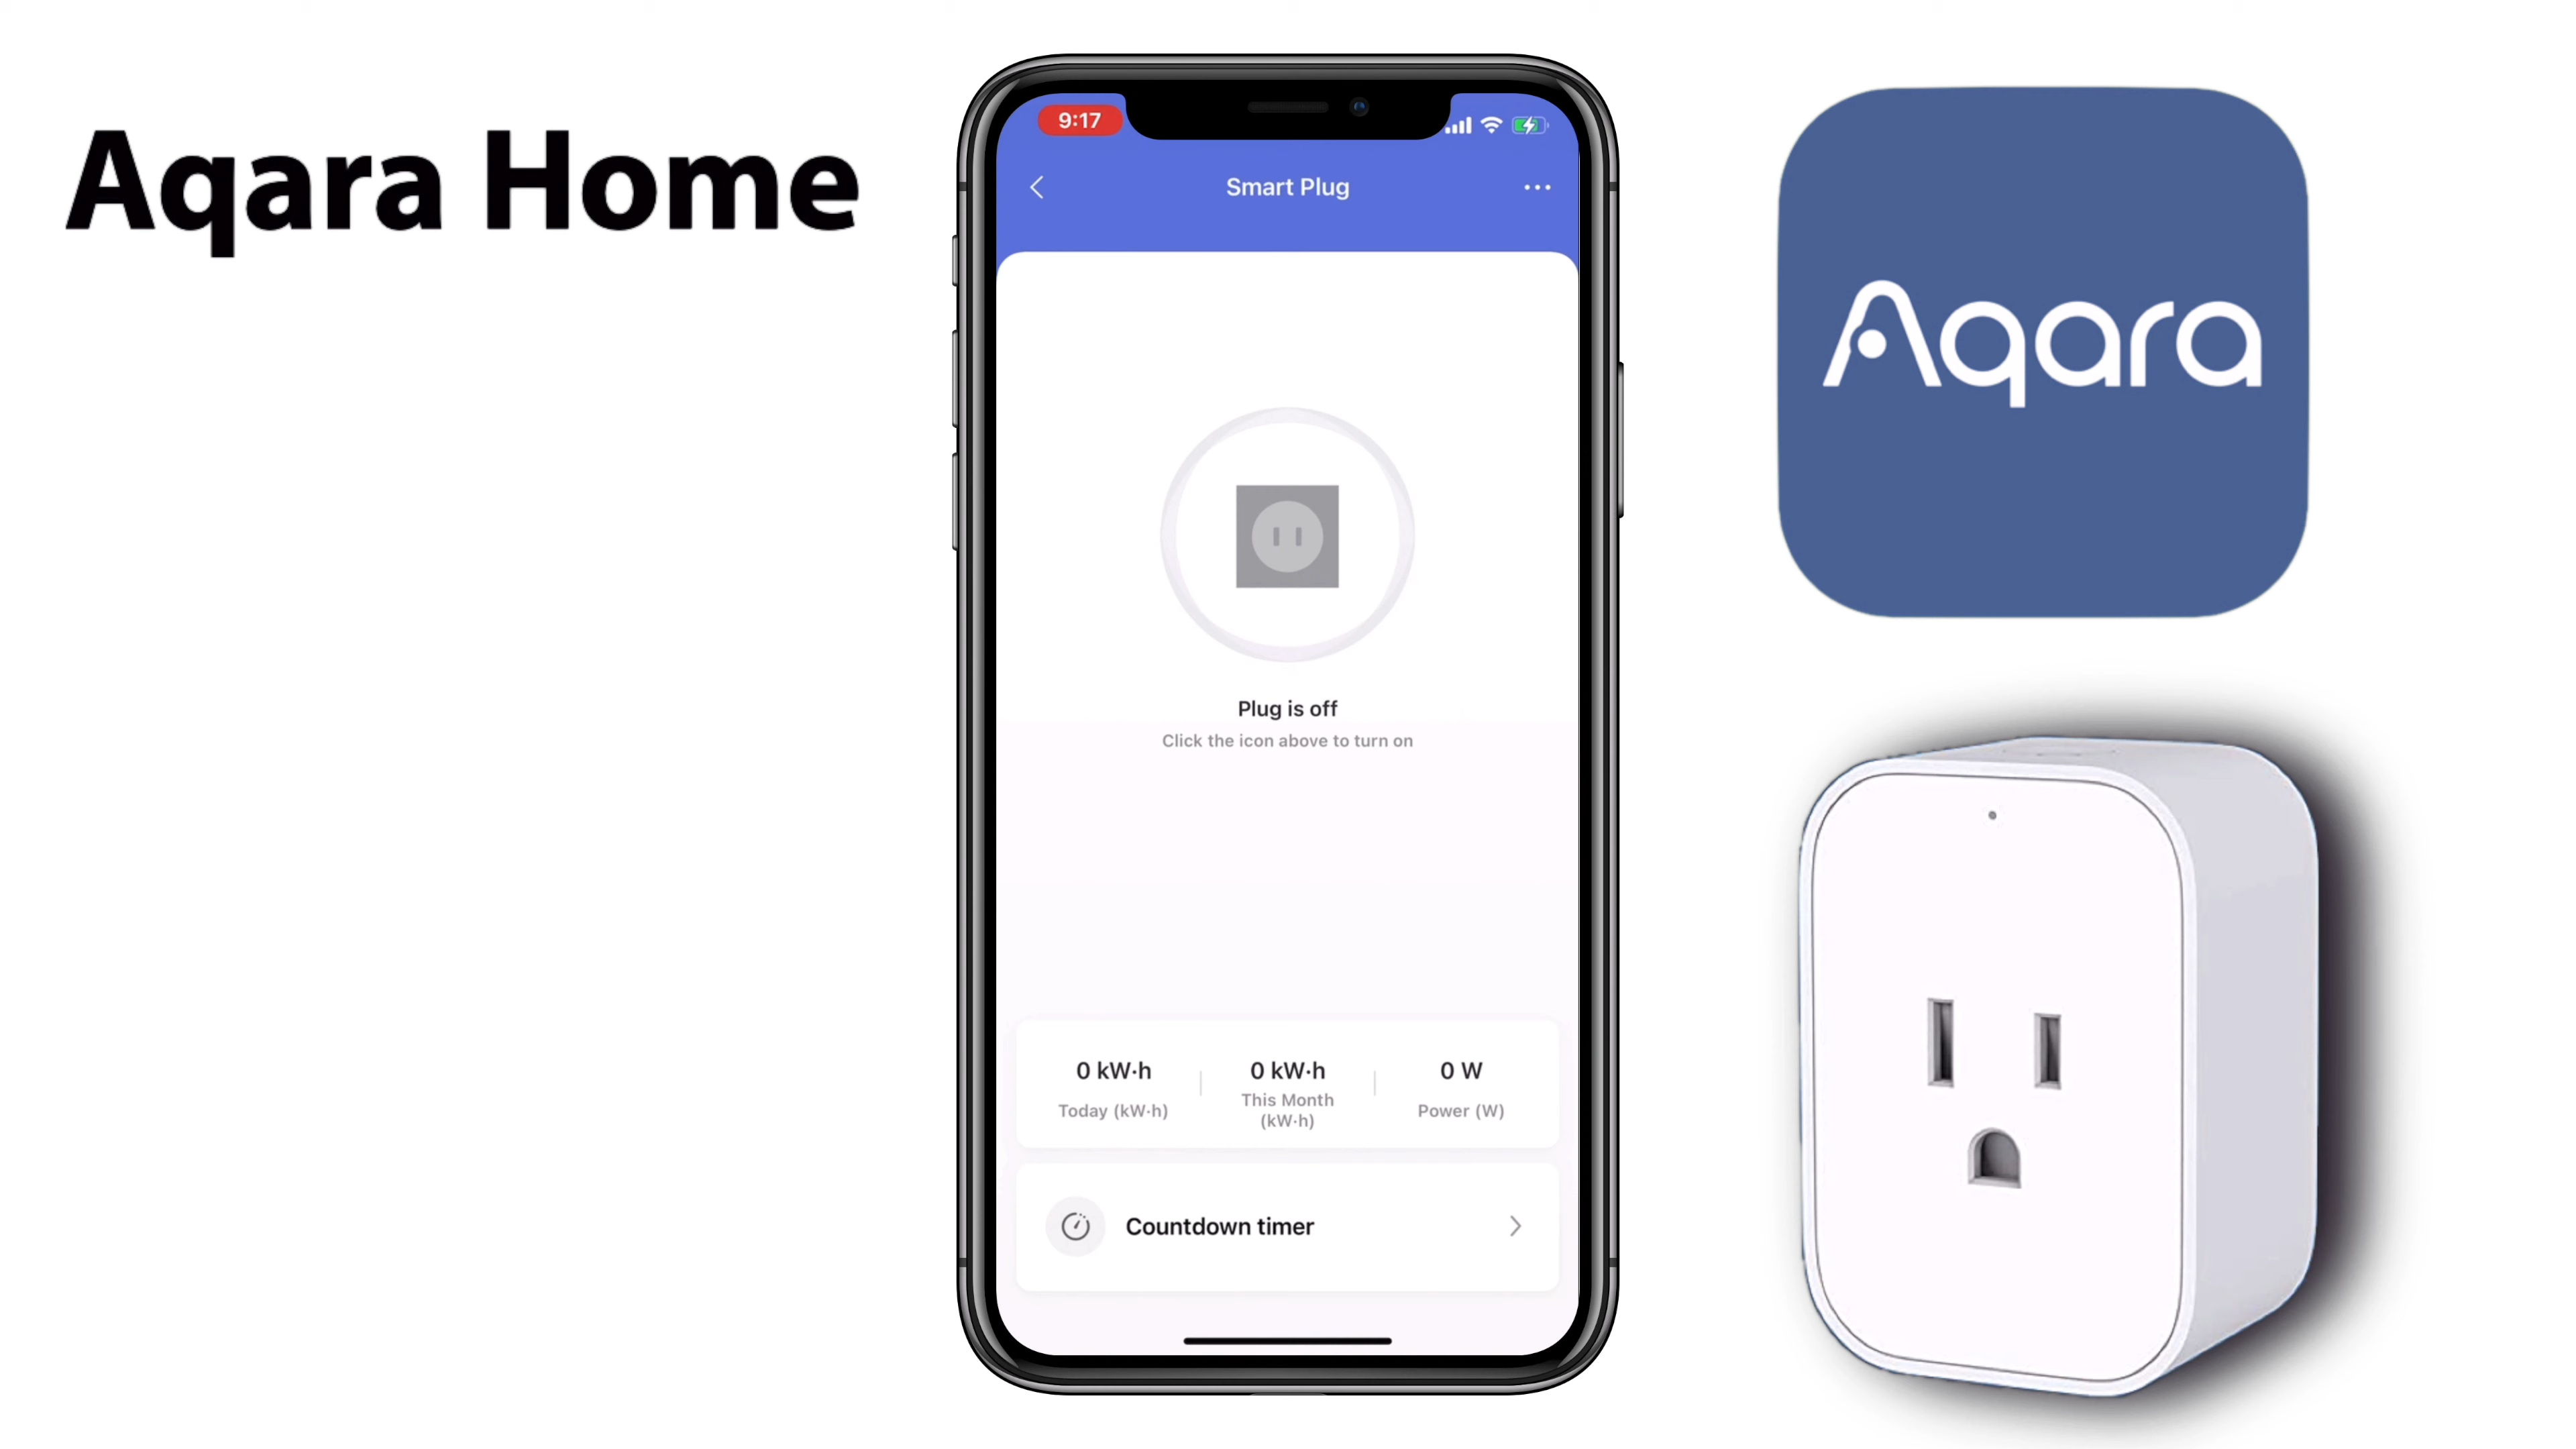 Aqara Home
9:17
Smart Plug
Aqara
Plug is off
Click the icon above to turn on
0 kW·h
0 kW·h
0 W
Today (kW·h)
This Month
(kW·h)
Power (W)
Countdown timer